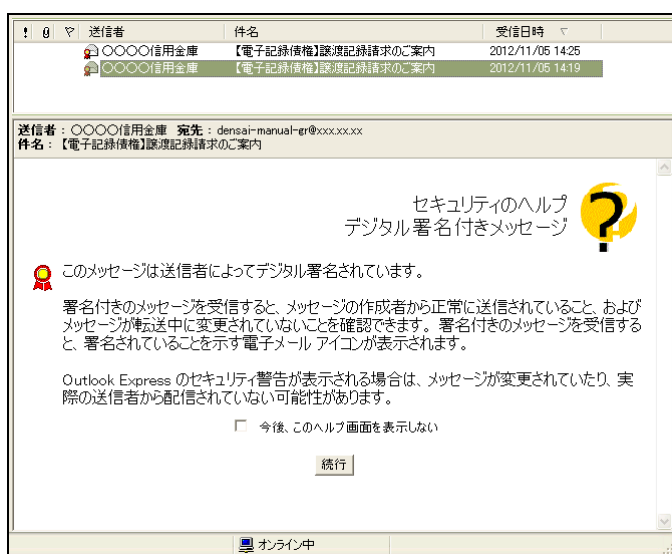 ! 送信者 件名 受信日時
〇〇〇〇信用金庫 【電子記録債権】譲渡記録請求のご案内 2012/11/05 14:25
〇〇〇〇信用金庫 【電子記録債権】譲渡記録請求のご案内 2012/11/05 14:19
送信者：〇〇〇〇信用金庫 宛先：densai-manual-gr@xxx.xx.xx
件名：【電子記録債権】譲渡記録請求のご案内
セキュリティのヘルプ
デジタル署名付きメッセージ
このメッセージは送信者によってデジタル署名されています。
署名付きのメッセージを受信すると、メッセージの作成者から正常に送信されていること、および
メッセージが転送中に変更されていないことを確認できます。署名付きのメッセージを受信する
と、署名されていることを示す電子メール アイコンが表示されます。
Outlook Express のセキュリティ警告が表示される場合は、メッセージが変更されていたり、実
際の送信者から配信されていない可能性があります。
今後、このヘルプ画面を表示しない
続行
オンライン中